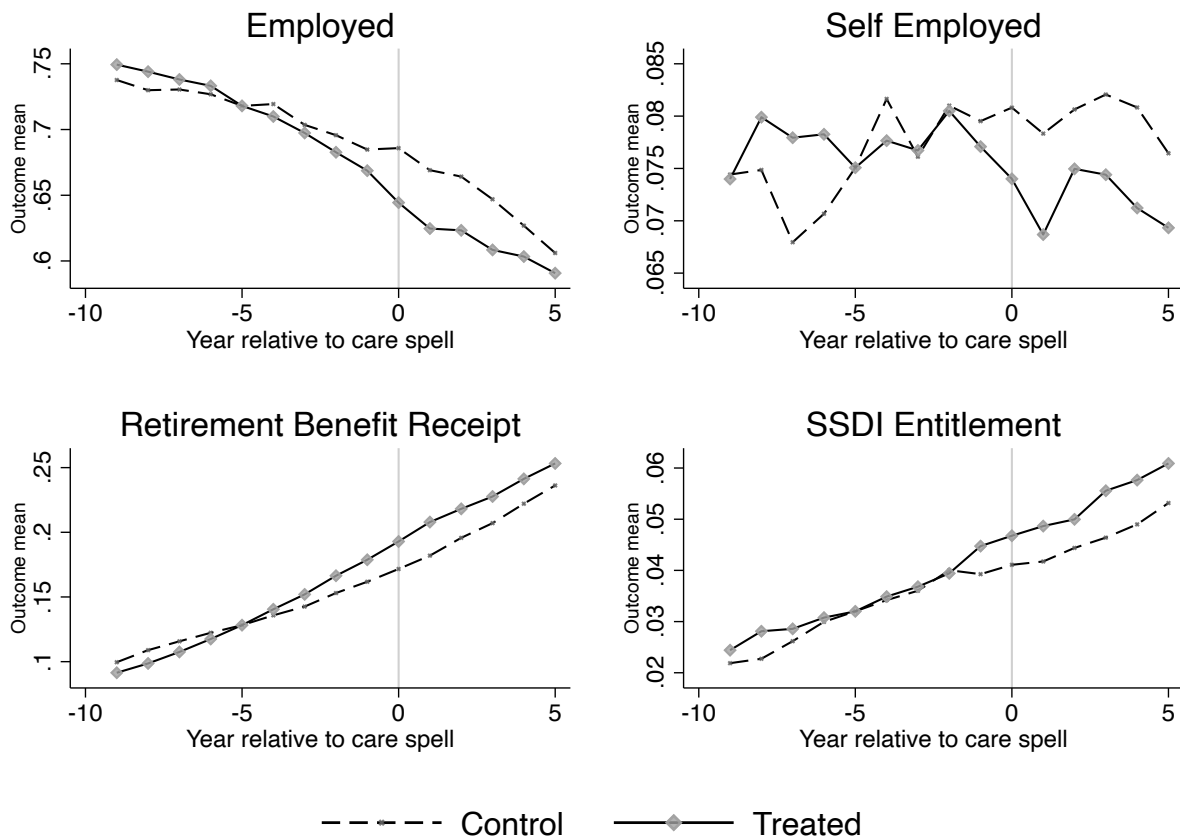 Employed
Outcome mean
.6 .65 .7 .75
-10 -5 0 5
Year relative to care spell
Self Employed
Outcome mean
.065 .07 .075 .08 .085
-10 -5 0 5
Year relative to care spell
Retirement Benefit Receipt
Outcome mean
.1 .15 .2 .25
-10 -5 0 5
Year relative to care spell
SSDI Entitlement
Outcome mean
.02 .03 .04 .05 .06
-10 -5 0 5
Year relative to care spell
Control Treated